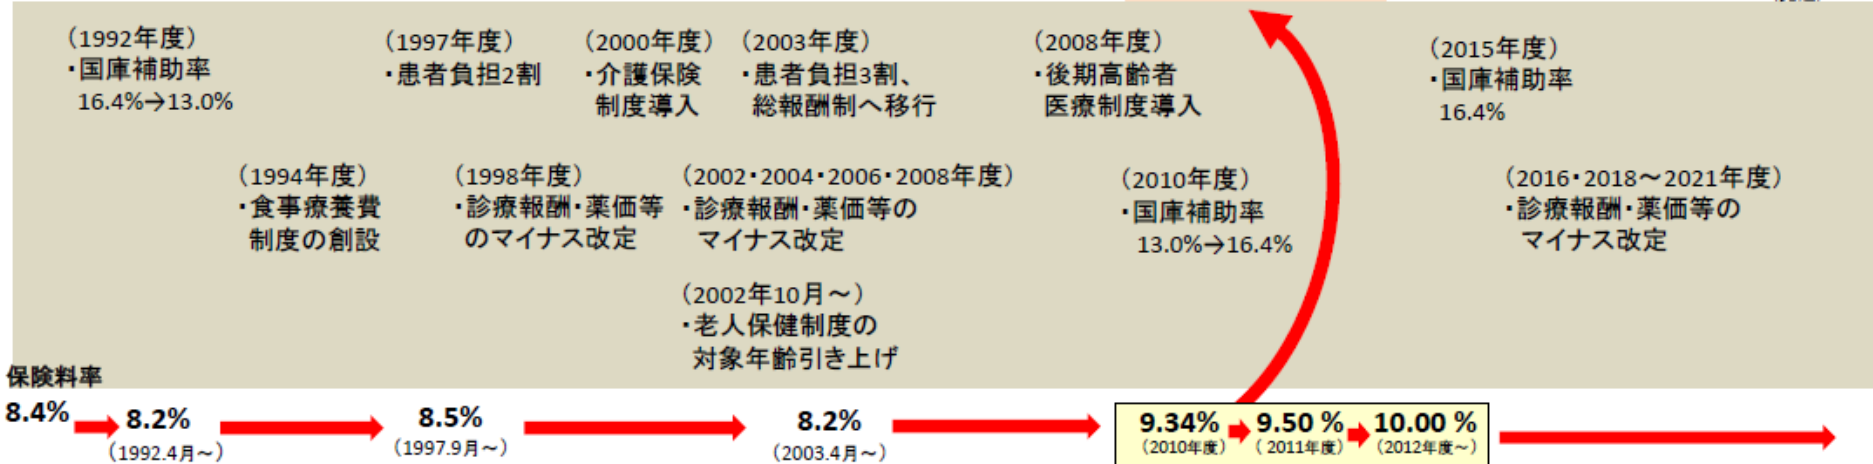 (1992年度)
・国庫補助率
16.4%→13.0%
(1997年度)
・患者負担2割
(2000年度)
・介護保険
制度導入
(2003年度)
・患者負担3割、
総報酬制へ移行
(2008年度)
・後期高齢者
医療制度導入
(2015年度)
・国庫補助率
16.4%
(1994年度)
・食事療養費
制度の創設
(1998年度)
・診療報酬・薬価等
のマイナス改定
(2002・2004・2006・2008年度)
・診療報酬・薬価等の
マイナス改定
(2010年度)
・国庫補助率
13.0%→16.4%
(2016・2018～2021年度)
・診療報酬・薬価等の
マイナス改定
(2002年10月～)
・老人保健制度の
対象年齢引き上げ
保険料率
8.4%
8.2%
(1992.4月～)
8.5%
(1997.9月～)
8.2%
(2003.4月～)
9.34%
(2010年度)
9.50 %
(2011年度)
10.00 %
(2012年度～)